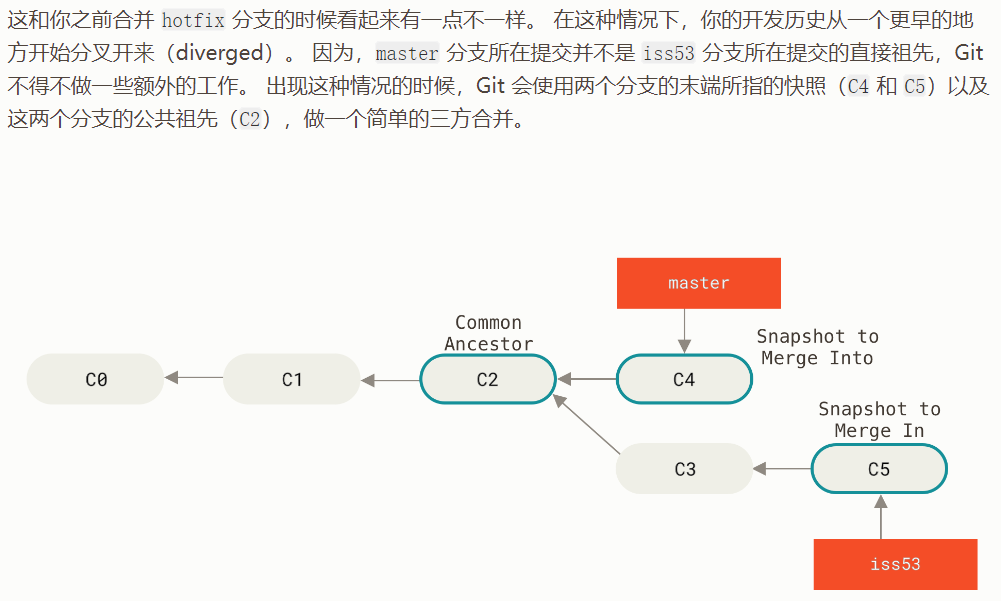 这和你之前合并 hotfix 分支的时候看起来有一点不一样。 在这种情况下，你的开发历史从一个更早的地
方开始分叉开来（diverged）。 因为，master 分支所在提交并不是 iss53 分支所在提交的直接祖先，Git
不得不做一些额外的工作。 出现这种情况的时候，Git 会使用两个分支的末端所指的快照（C4 和 C5）以及
这两个分支的公共祖先（C2），做一个简单的三方合并。
master
Common
Ancestor
Snapshot to
Merge Into
C0
C1
C2
C4
Snapshot to
Merge In
C3
C5
iss53